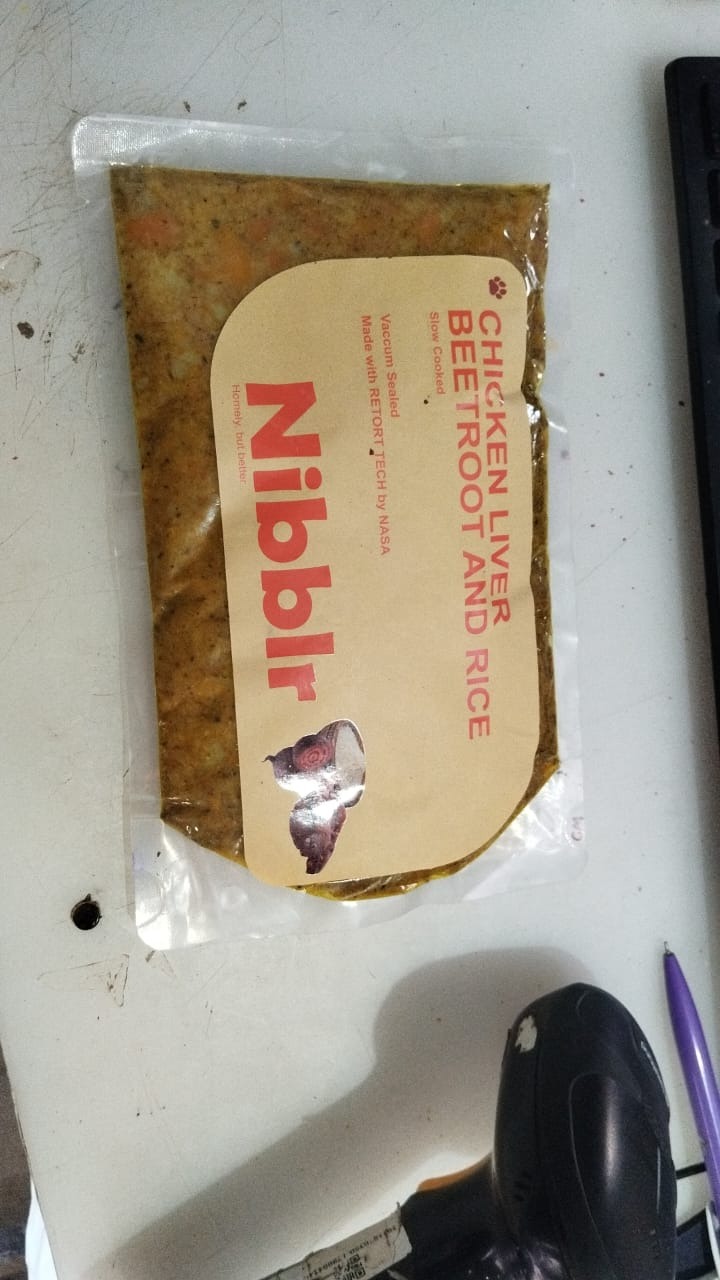 CHICKEN LIVER
BEETROOT AND RICE
Slow Cooked
Vaccum Sealed
Made with RETORT TECH by NASA
Nibblr
Homely, but better.